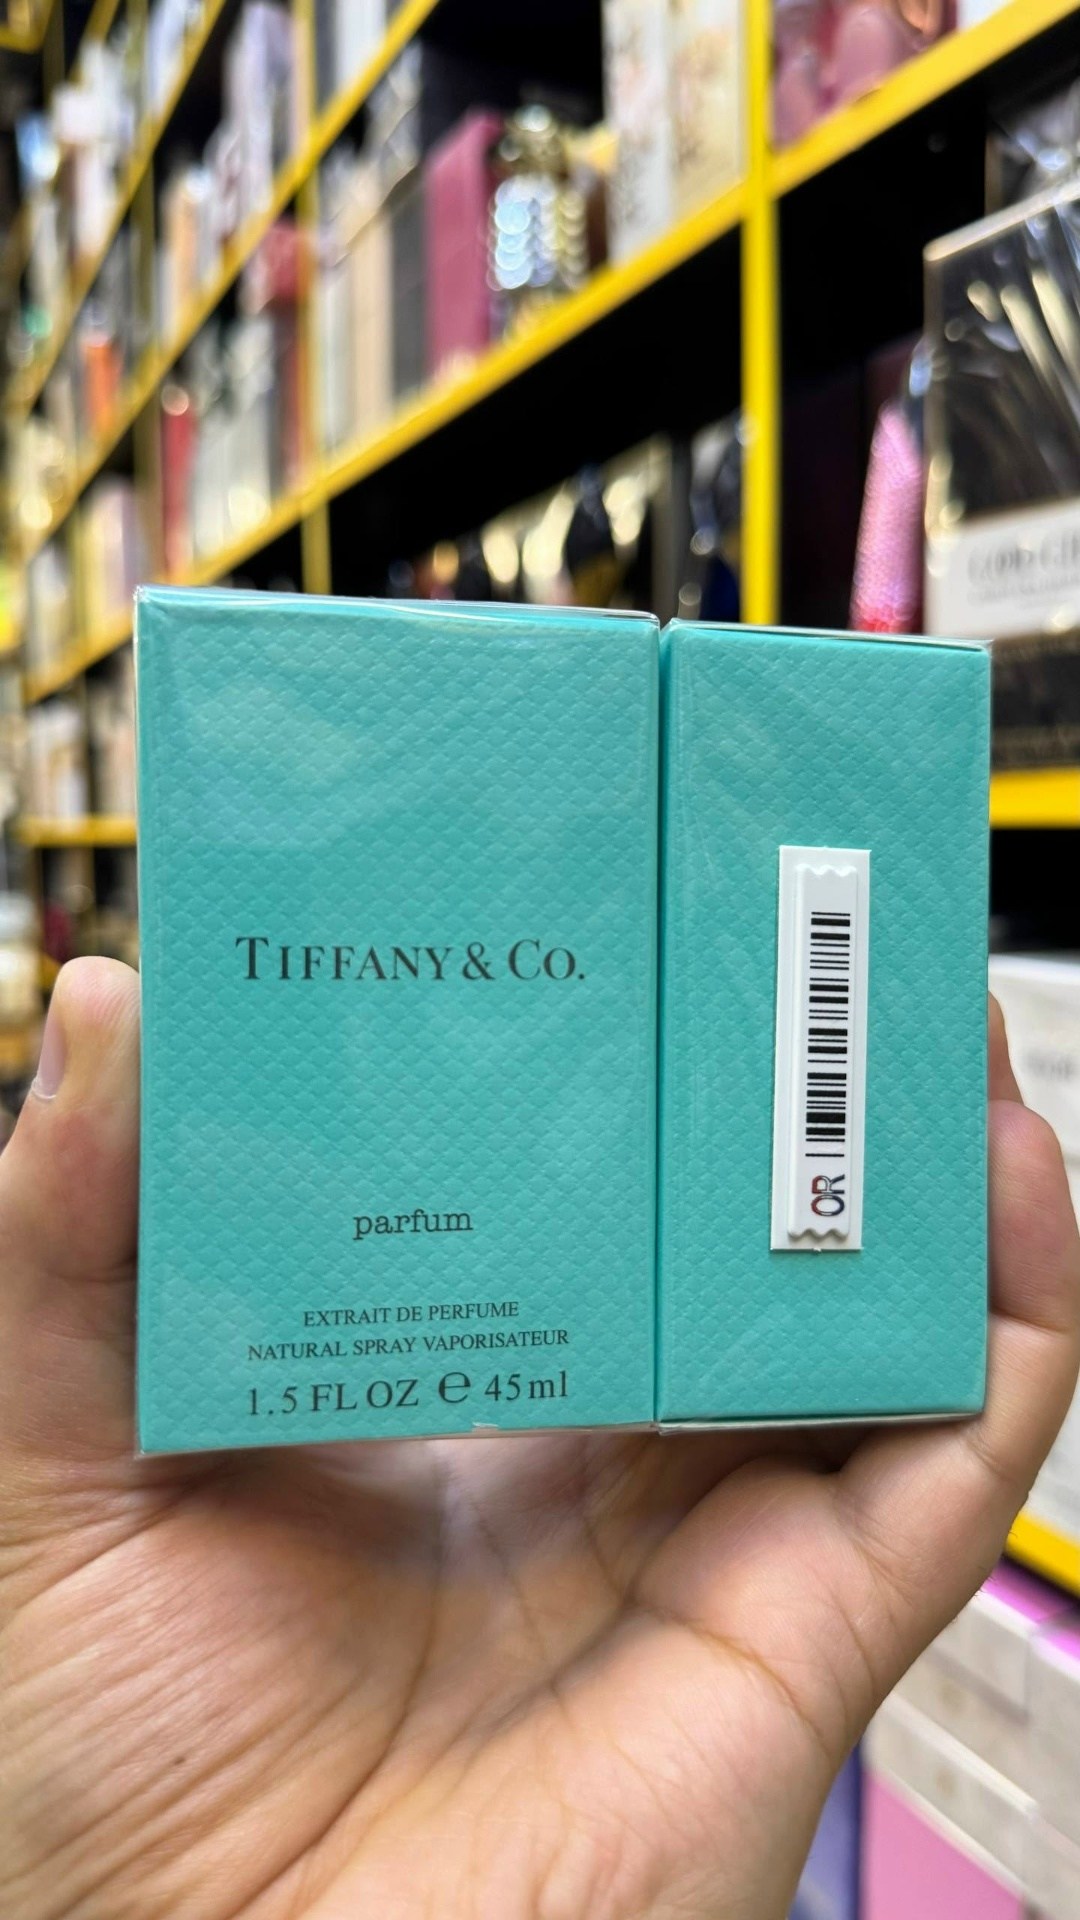 TIFFANY & CO.
parfum
EXTRAIT DE PERFUME
NATURAL SPRAY VAPORISATEUR
1.5 FL OZ ℮ 45ml
OR